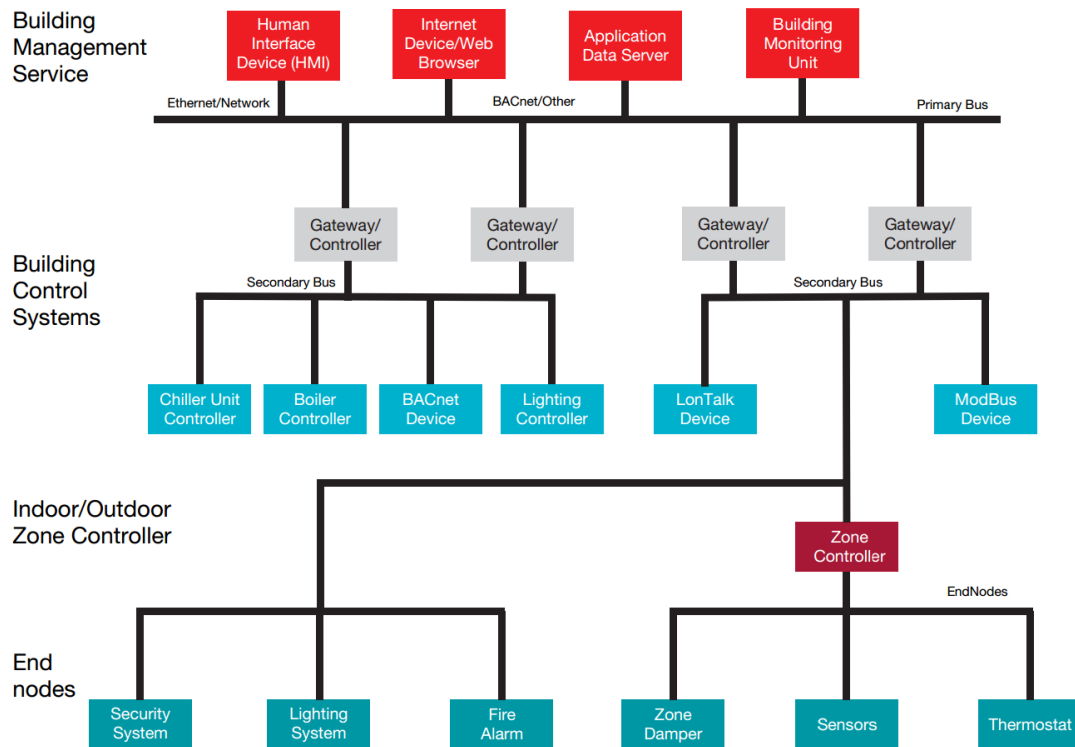 Building
Management
Service
Human
Interface
Device (HMI)
Internet
Device/Web
Browser
Application
Data Server
Building
Monitoring
Unit
Ethernet/Network
BACnet/Other
Primary Bus
Building
Control
Systems
Gateway/
Controller
Gateway/
Controller
Gateway/
Controller
Gateway/
Controller
Secondary Bus
Secondary Bus
Chiller Unit
Controller
Boiler
Controller
BACnet
Device
Lighting
Controller
LonTalk
Device
ModBus
Device
Indoor/Outdoor
Zone Controller
Zone
Controller
EndNodes
End
nodes
Security
System
Lighting
System
Fire
Alarm
Zone
Damper
Sensors
Thermostat